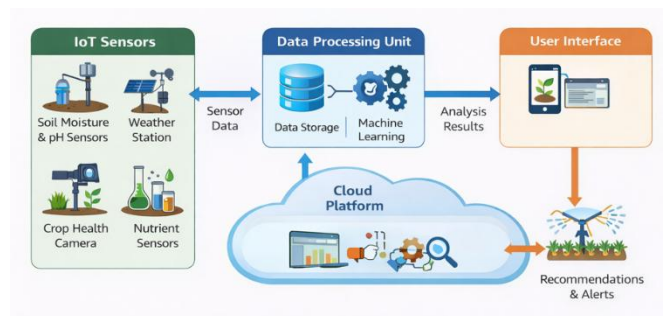 IoT Sensors
Soil Moisture
& pH Sensors
Weather
Station
Crop Health
Camera
Nutrient
Sensors
Sensor
Data
Data Processing Unit
Data Storage
Machine
Learning
Analysis
Results
User Interface
Cloud
Platform
Recommendations
& Alerts